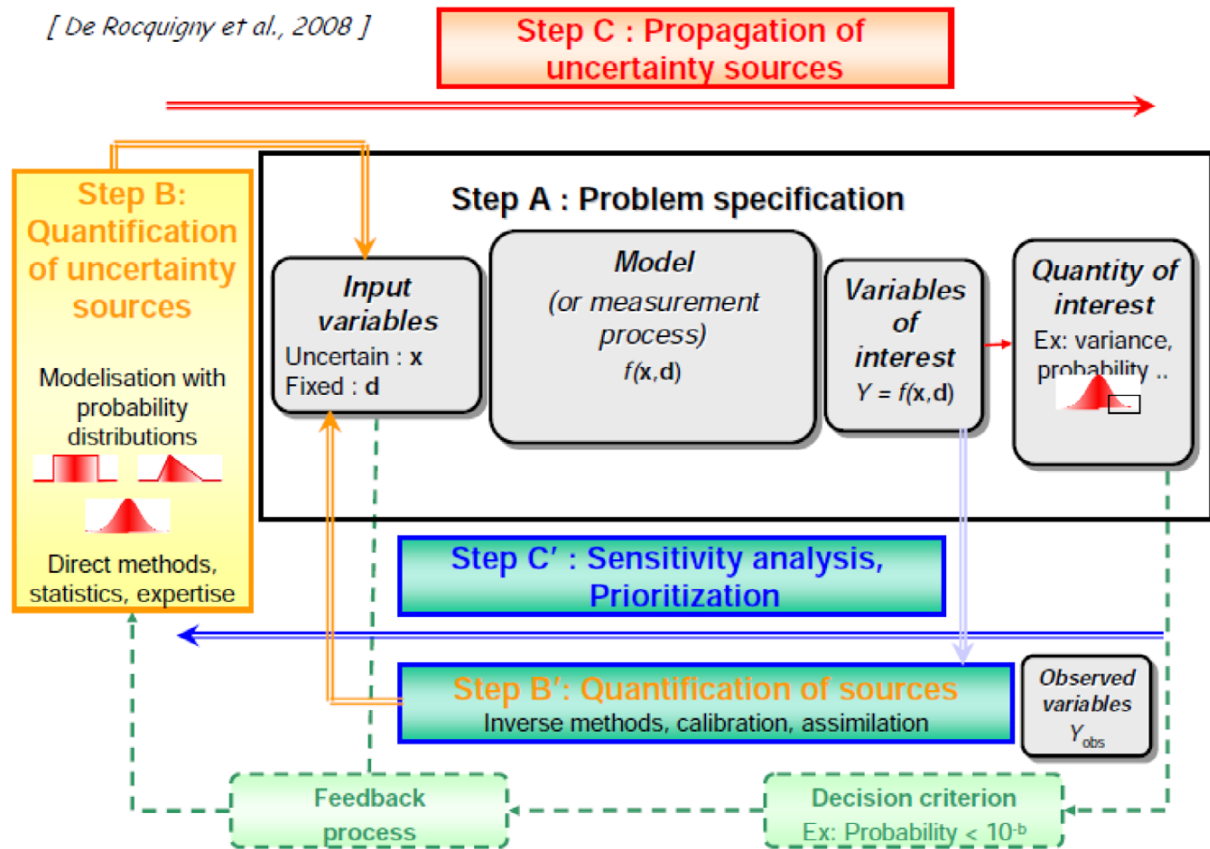 [ De Rocquigny et al., 2008 ]
Step C : Propagation of
uncertainty sources
Step B:
Quantification
of uncertainty
sources
Modelisation with
probability
distributions
Direct methods,
statistics, expertise
Step A : Problem specification
Input
variables
Uncertain : x
Fixed : d
Model
(or measurement
process)
f(x,d)
Variables
of
interest
Y = f(x,d)
Quantity of
interest
Ex: variance,
probability ..
Step C’ : Sensitivity analysis,
Prioritization
Step B’: Quantification of sources
Inverse methods, calibration, assimilation
Observed
variables
Yobs
Feedback
process
Decision criterion
Ex: Probability < 10-b